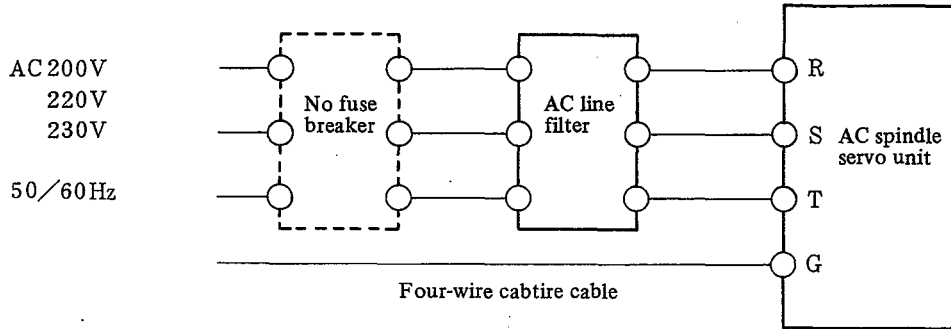 AC 200V
220V
230V
50/60Hz
No fuse
breaker
AC line
filter
R
S
T
G
AC spindle
servo unit
Four-wire cabtire cable